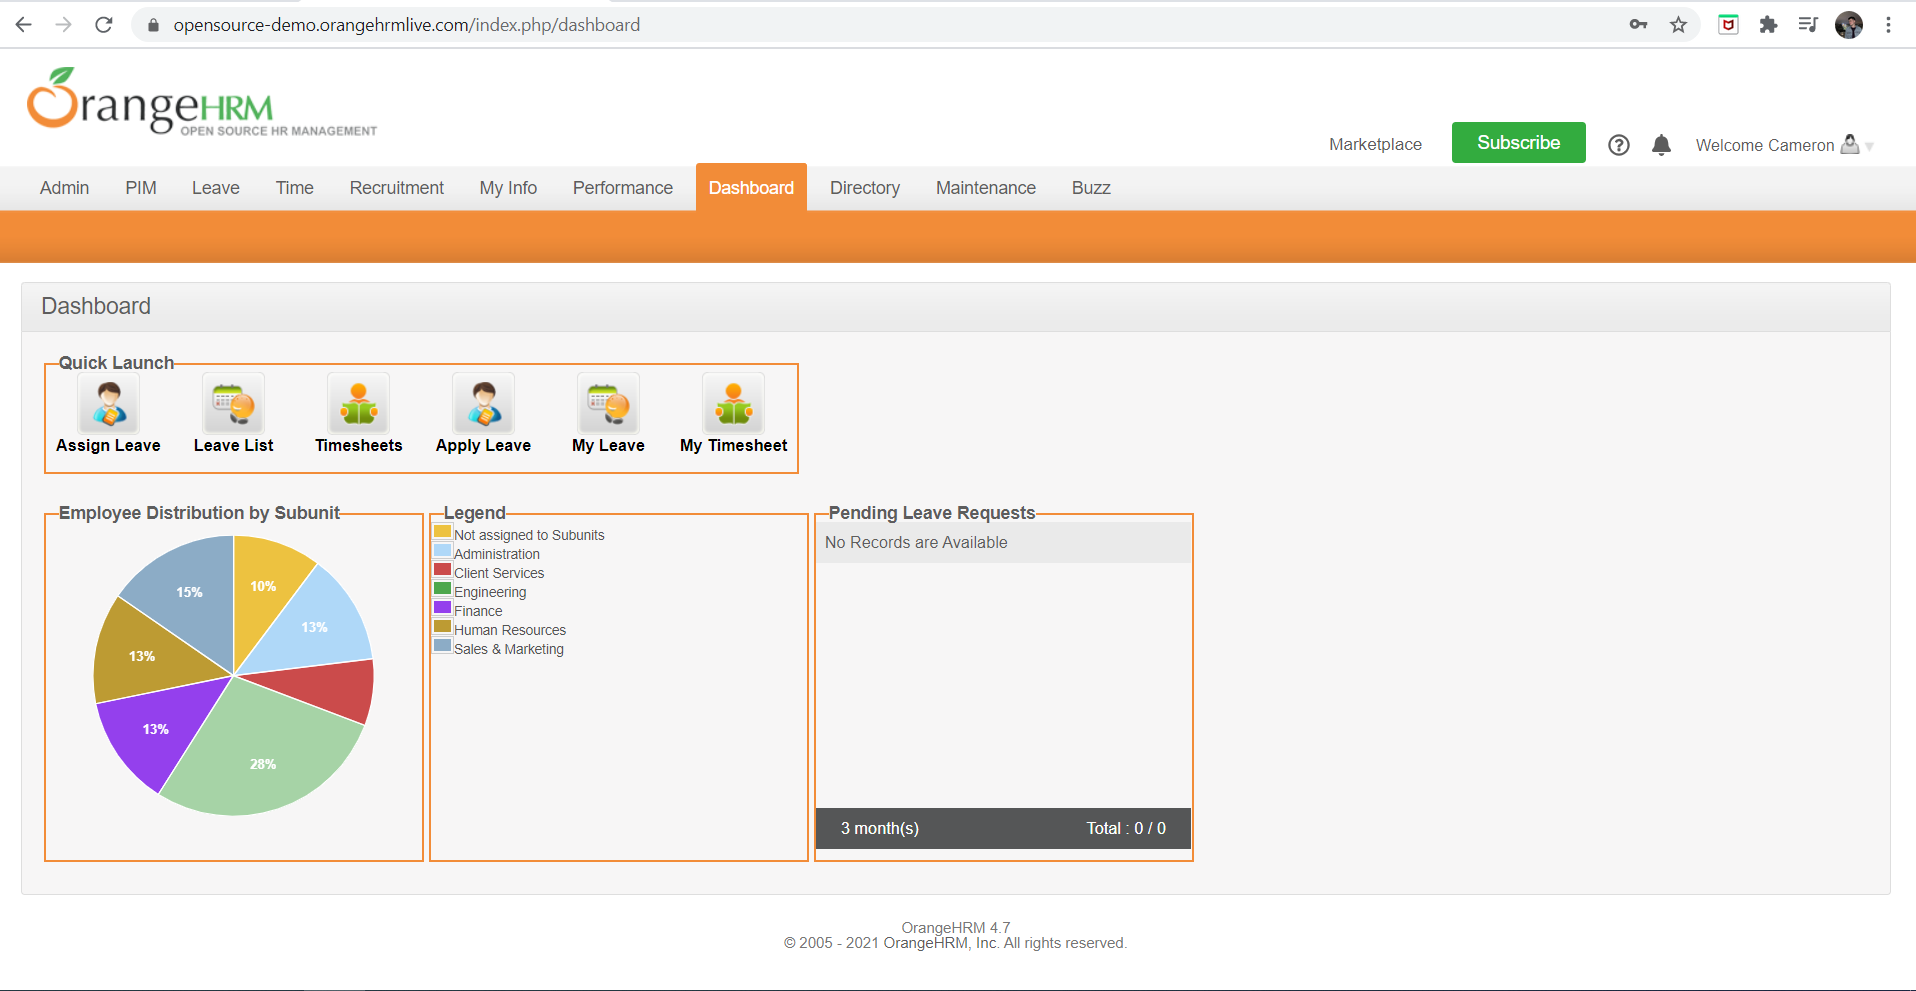 opensource-demo.orangehrmlive.com/index.php/dashboard
OrangeHRM
OPEN SOURCE HR MANAGEMENT
Marketplace Subscribe Welcome Cameron
Admin PIM Leave Time Recruitment My Info Performance Dashboard Directory Maintenance Buzz
Dashboard
Quick Launch
Assign Leave Leave List Timesheets Apply Leave My Leave My Timesheet
Employee Distribution by Subunit
10%
15%
13%
13%
13%
28%
Legend
Not assigned to Subunits
Administration
Client Services
Engineering
Finance
Human Resources
Sales & Marketing
Pending Leave Requests
No Records are Available
3 month(s) Total : 0 / 0
OrangeHRM 4.7
© 2005 - 2021 OrangeHRM, Inc. All rights reserved.